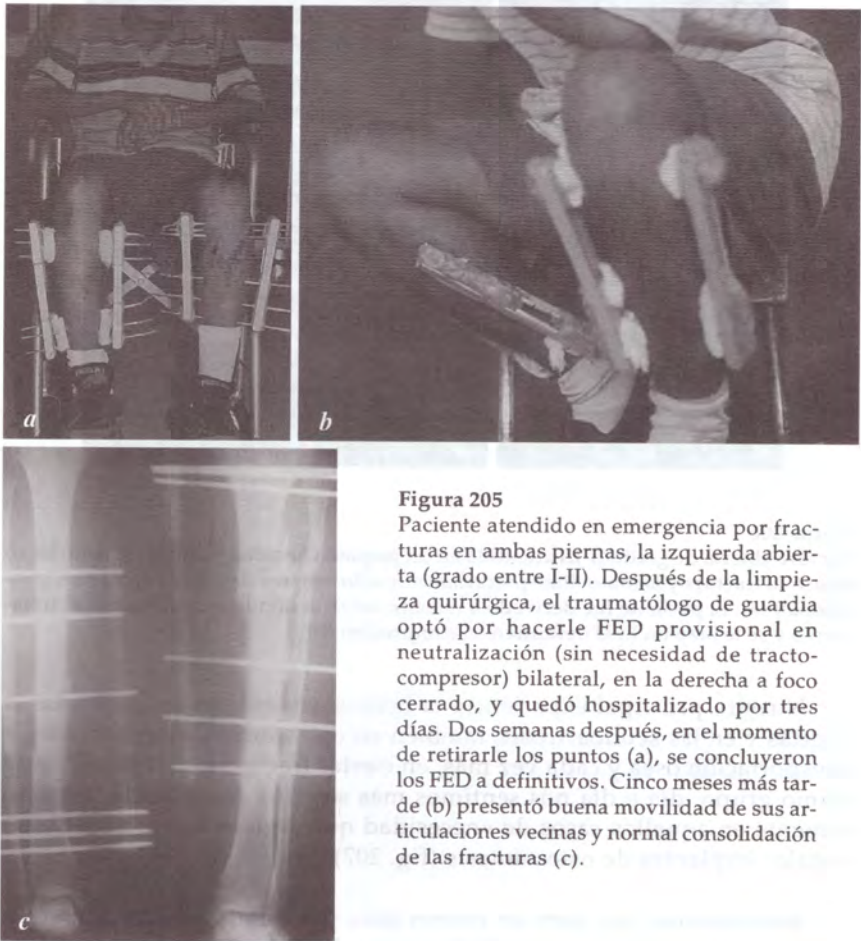 a
b
c
Figura 205
Paciente atendido en emergencia por frac-
turas en ambas piernas, la izquierda abier-
ta (grado entre I-II). Después de la limpie-
za quirúrgica, el traumatólogo de guardia
optó por hacerle FED provisional en
neutralización (sin necesidad de tracto-
compresor) bilateral, en la derecha a foco
cerrado, y quedó hospitalizado por tres
días. Dos semanas después, en el momento
de retirarle los puntos (a), se concluyeron
los FED a definitivos. Cinco meses más tar-
de (b) presentó buena movilidad de sus ar-
ticulaciones vecinas y normal consolidación
de las fracturas (c).